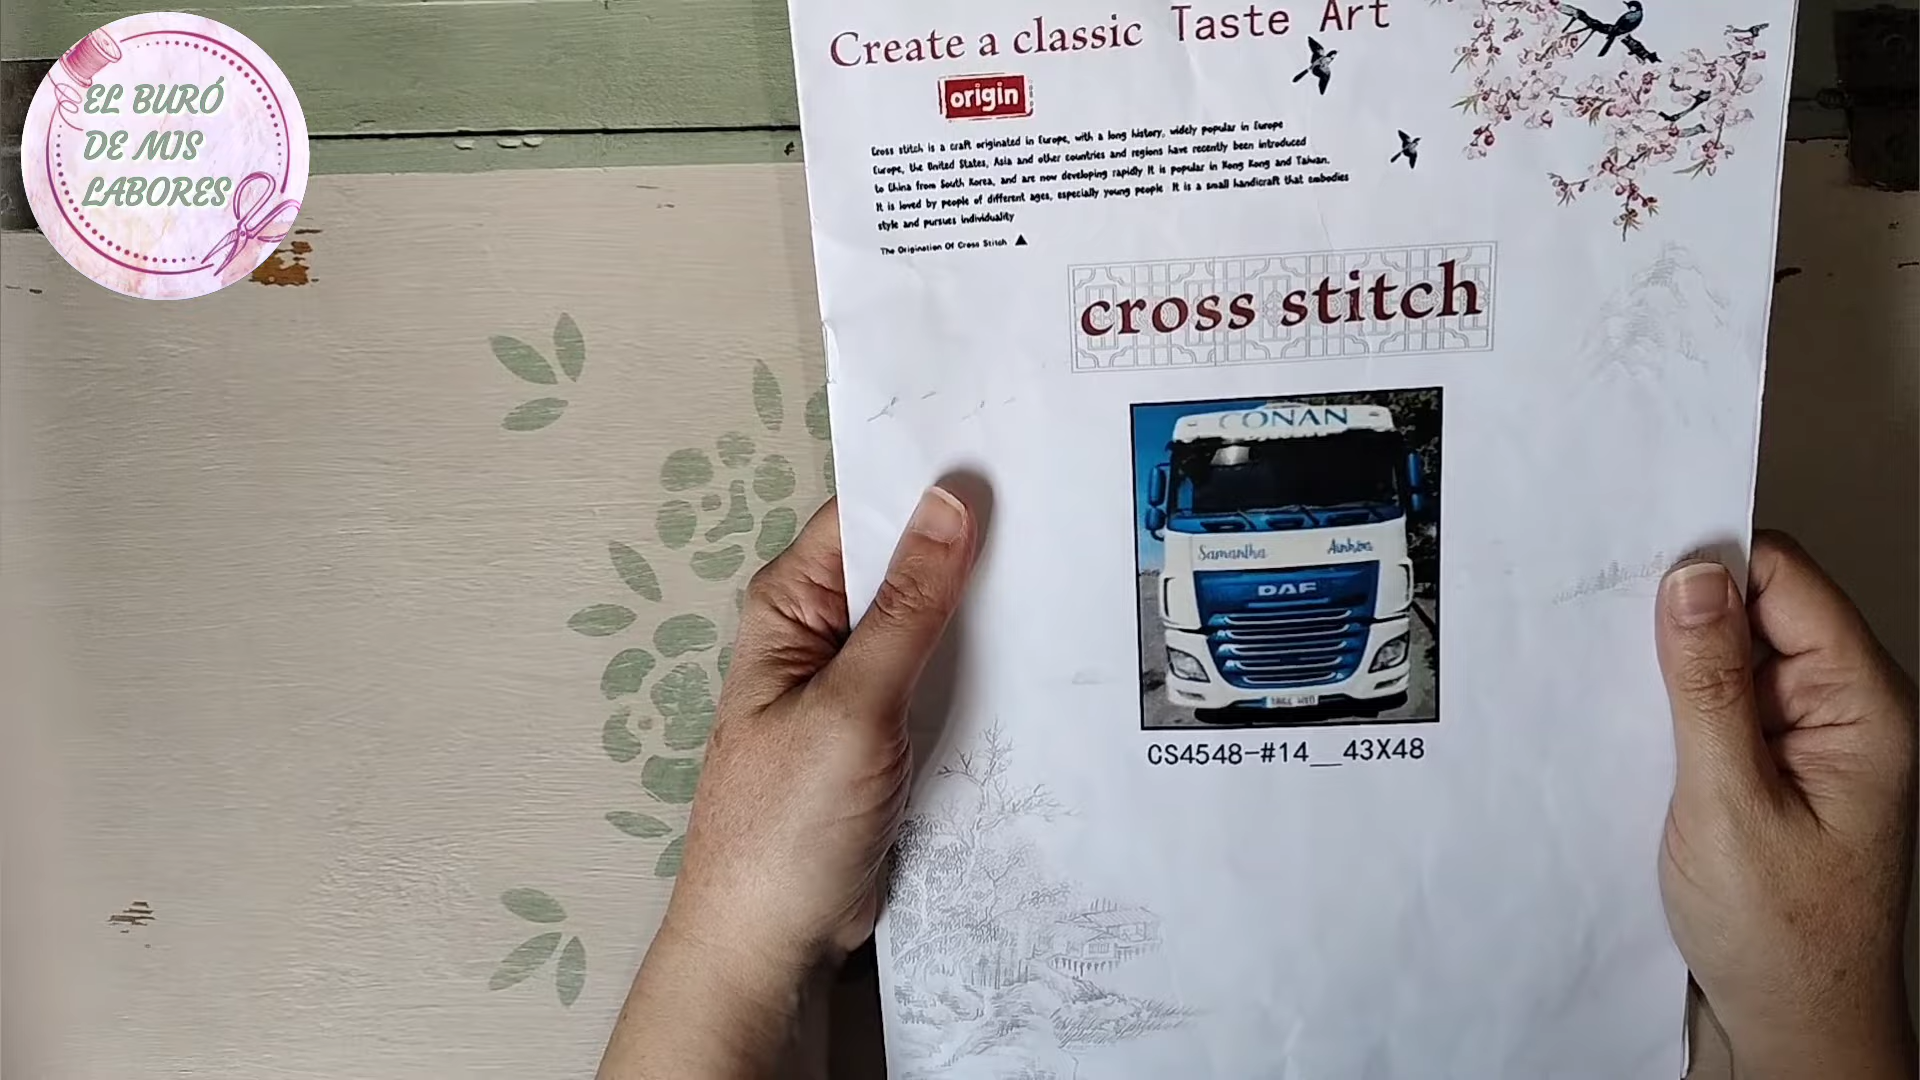 EL BURÓ
DE MIS
LABORES
Create a classic Taste Art
origin
Cross stitch is a craft originated in Europe, with a long history, widely popular in Europe
Europe, the United States, Asia and other countries and regions have recently been introduced
to China from South Korea, and are now developing rapidly It is popular in Hong Kong and Taiwan.
It is loved by people of different ages, especially young people It is a small handicraft that embodies
style and pursues individuality
The Origination Of Cross Stitch
cross stitch
CONAN
Samantha Ainhoa
DAF
CS4548-#14__43X48